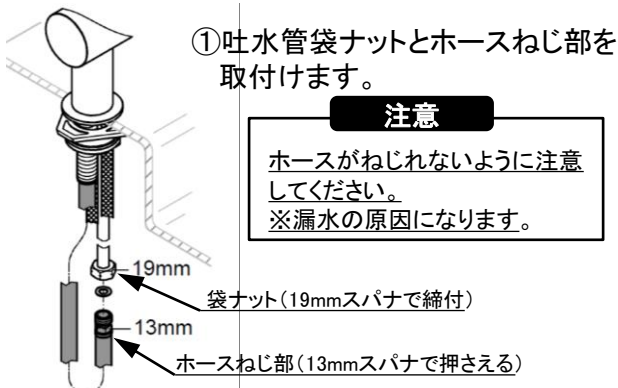 ①吐水管袋ナットとホースねじ部を
取付けます。
注意
ホースがねじれないように注意
してください。
※漏水の原因になります。
19mm
袋ナット(19mmスパナで締付)
13mm
ホースねじ部(13mmスパナで押さえる)